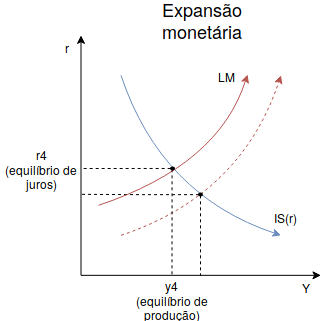 Expansão
monetária
r
LM
r4
(equilíbrio de
juros)
IS(r)
y4
(equilíbrio de
produção)
Y